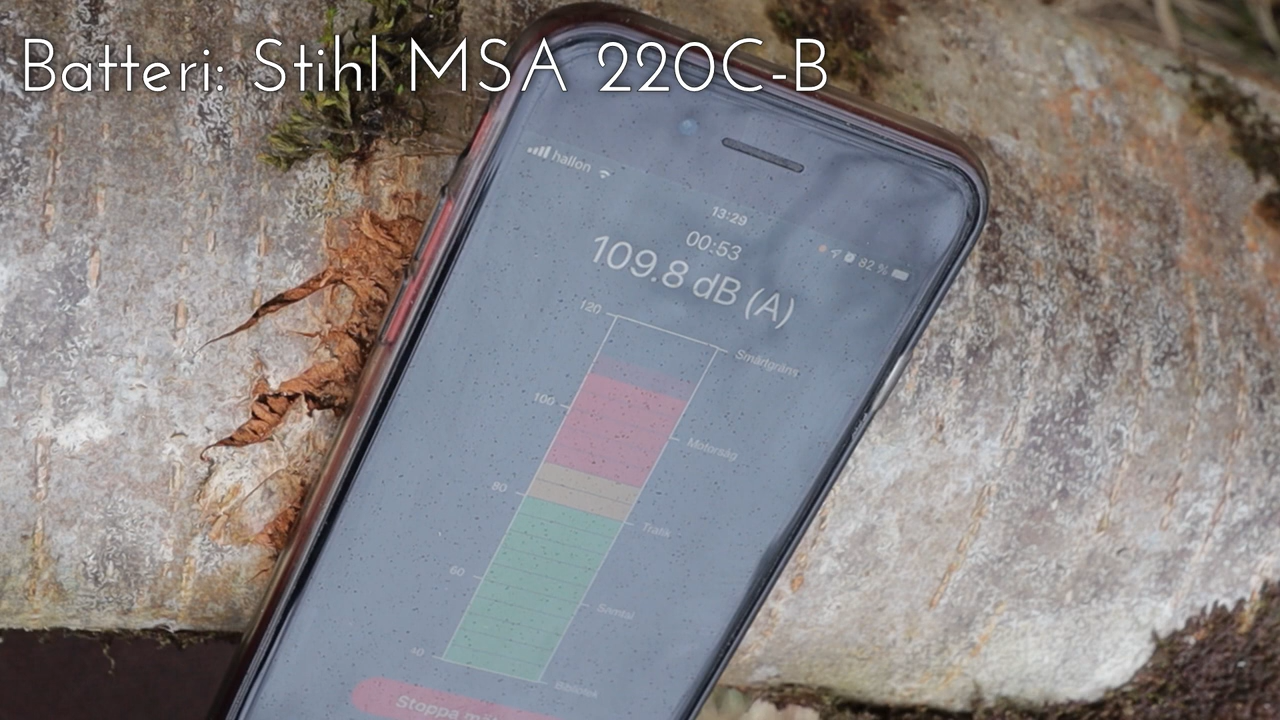 Batteri: Stihl MSA 220C-B
hallon
13:29
82 %
00:53
109.8 dB (A)
120
Smärtgräns
100
Motorsåg
80
Trafik
60
Samtal
40
Bibliotek
Stoppa